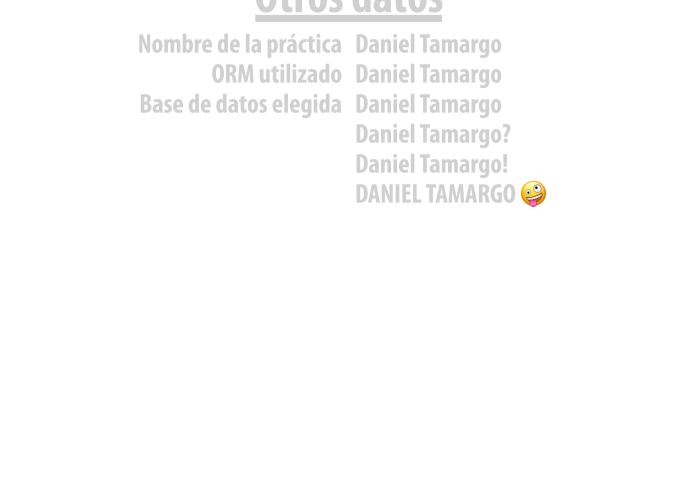 Otros datos
Nombre de la práctica Daniel Tamargo
ORM utilizado Daniel Tamargo
Base de datos elegida Daniel Tamargo
Daniel Tamargo?
Daniel Tamargo!
DANIEL TAMARGO 🤪